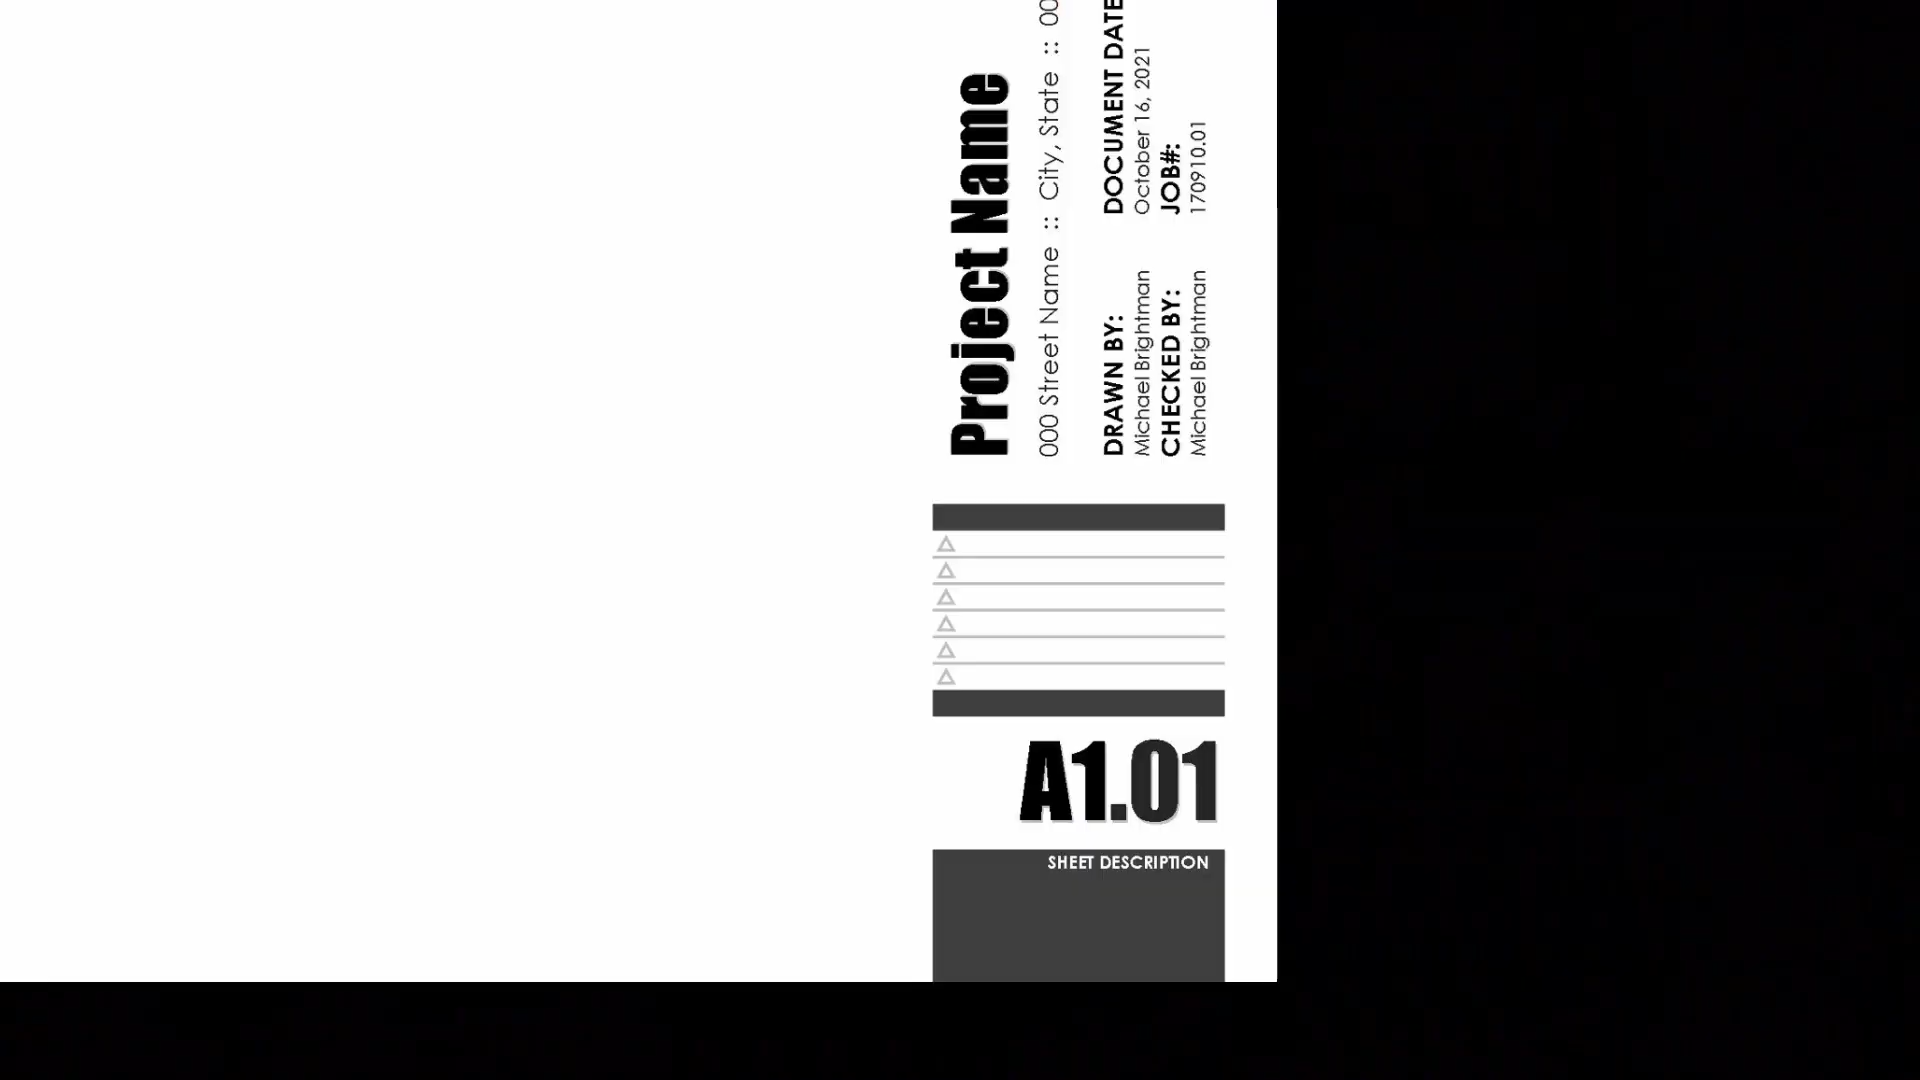 Project Name
000 Street Name :: City, State :: 00
DRAWN BY:
Michael Brightman
CHECKED BY:
Michael Brightman
DOCUMENT DATE
October 16, 2021
JOB#:
170910.01
A1.01
SHEET DESCRIPTION